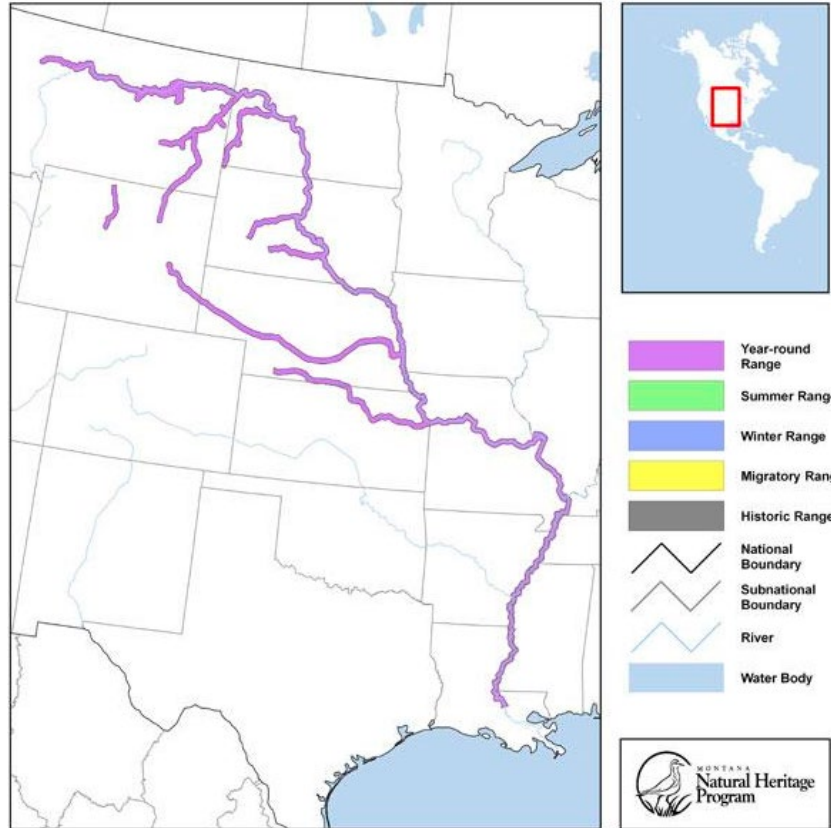 Year-round
Range
Summer Rang
Winter Range
Migratory Rang
Historic Range
National
Boundary
Subnational
Boundary
River
Water Body
MONTANA
Natural Heritage
Program